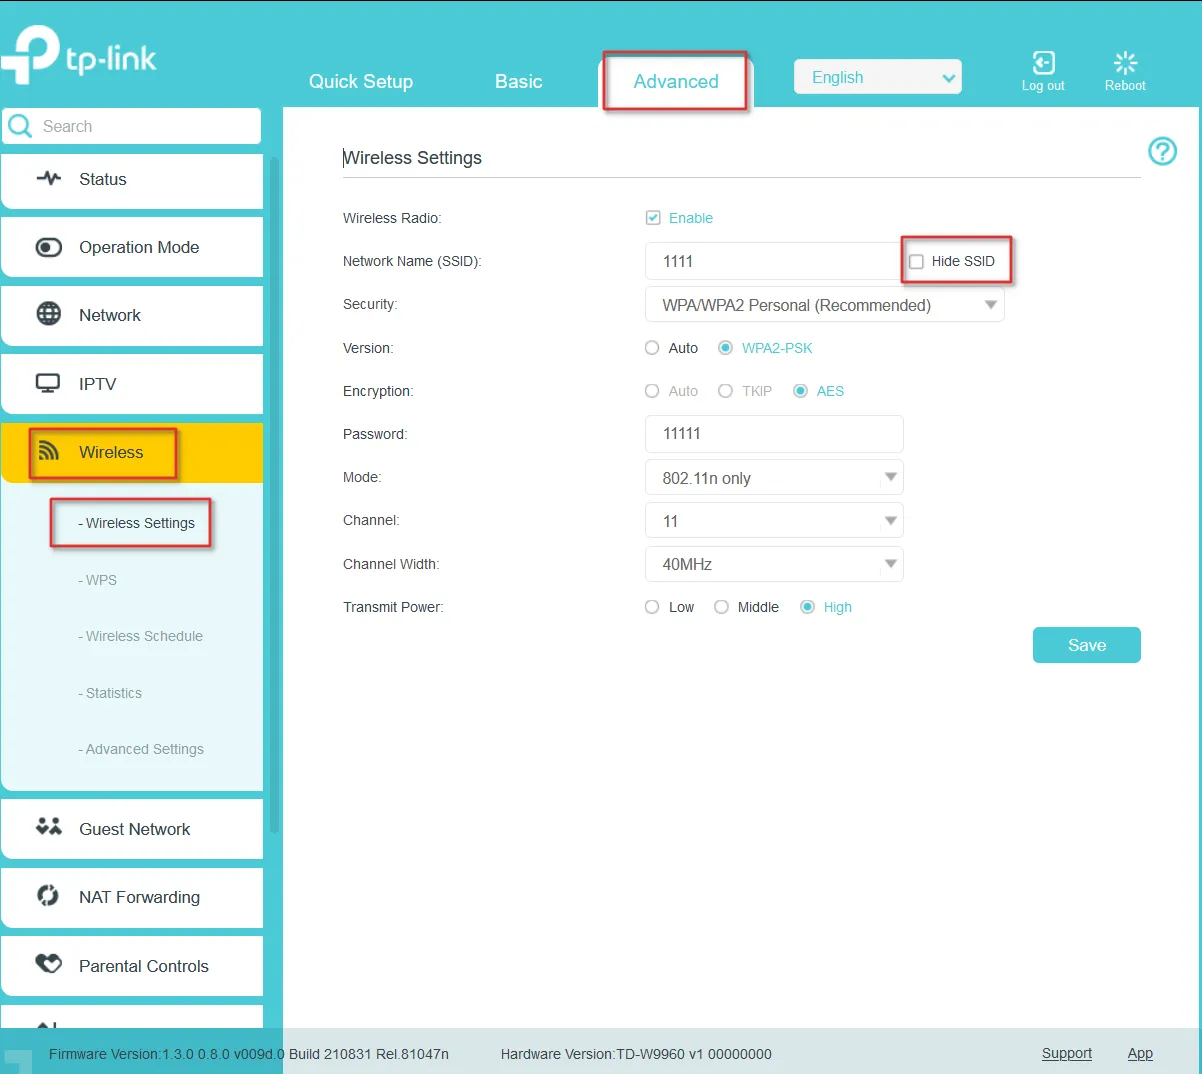 tp-link
Quick Setup
Basic
Advanced
English
Log out
Reboot
Search
Status
Operation Mode
Network
IPTV
Wireless
- Wireless Settings
- WPS
- Wireless Schedule
- Statistics
- Advanced Settings
Guest Network
NAT Forwarding
Parental Controls
Wireless Settings
?
Wireless Radio: Enable
Network Name (SSID): 1111 Hide SSID
Security: WPA/WPA2 Personal (Recommended)
Version: Auto WPA2-PSK
Encryption: Auto TKIP AES
Password: 11111
Mode: 802.11n only
Channel: 11
Channel Width: 40MHz
Transmit Power: Low Middle High
Save
Firmware Version:1.3.0 0.8.0 v009d.0 Build 210831 Rel.81047n
Hardware Version:TD-W9960 v1 00000000
Support
App